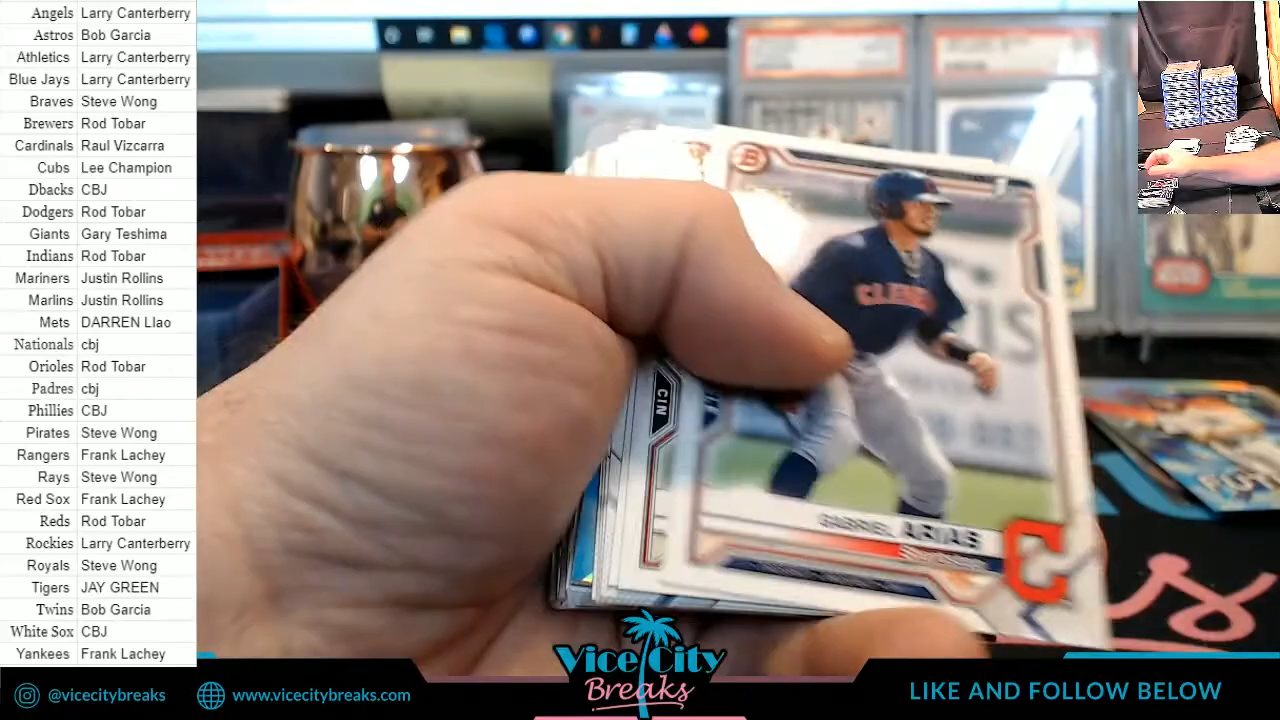 Angels Larry Canterberry
Astros Bob Garcia
Athletics Larry Canterberry
Blue Jays Larry Canterberry
Braves Steve Wong
Brewers Rod Tobar
Cardinals Raul Vizcarra
Cubs Lee Champion
Dbacks CBJ
Dodgers Rod Tobar
Giants Gary Teshima
Indians Rod Tobar
Mariners Justin Rollins
Marlins Justin Rollins
Mets DARREN LIao
Nationals cbj
Orioles Rod Tobar
Padres cbj
Phillies CBJ
Pirates Steve Wong
Rangers Frank Lachey
Rays Steve Wong
Red Sox Frank Lachey
Reds Rod Tobar
Rockies Larry Canterberry
Royals Steve Wong
Tigers JAY GREEN
Twins Bob Garcia
White Sox CBJ
Yankees Frank Lachey
B
CIN
GABRIEL ARIAS
C
Vice City
Breaks
@vicecitybreaks
www.vicecitybreaks.com
LIKE AND FOLLOW BELOW